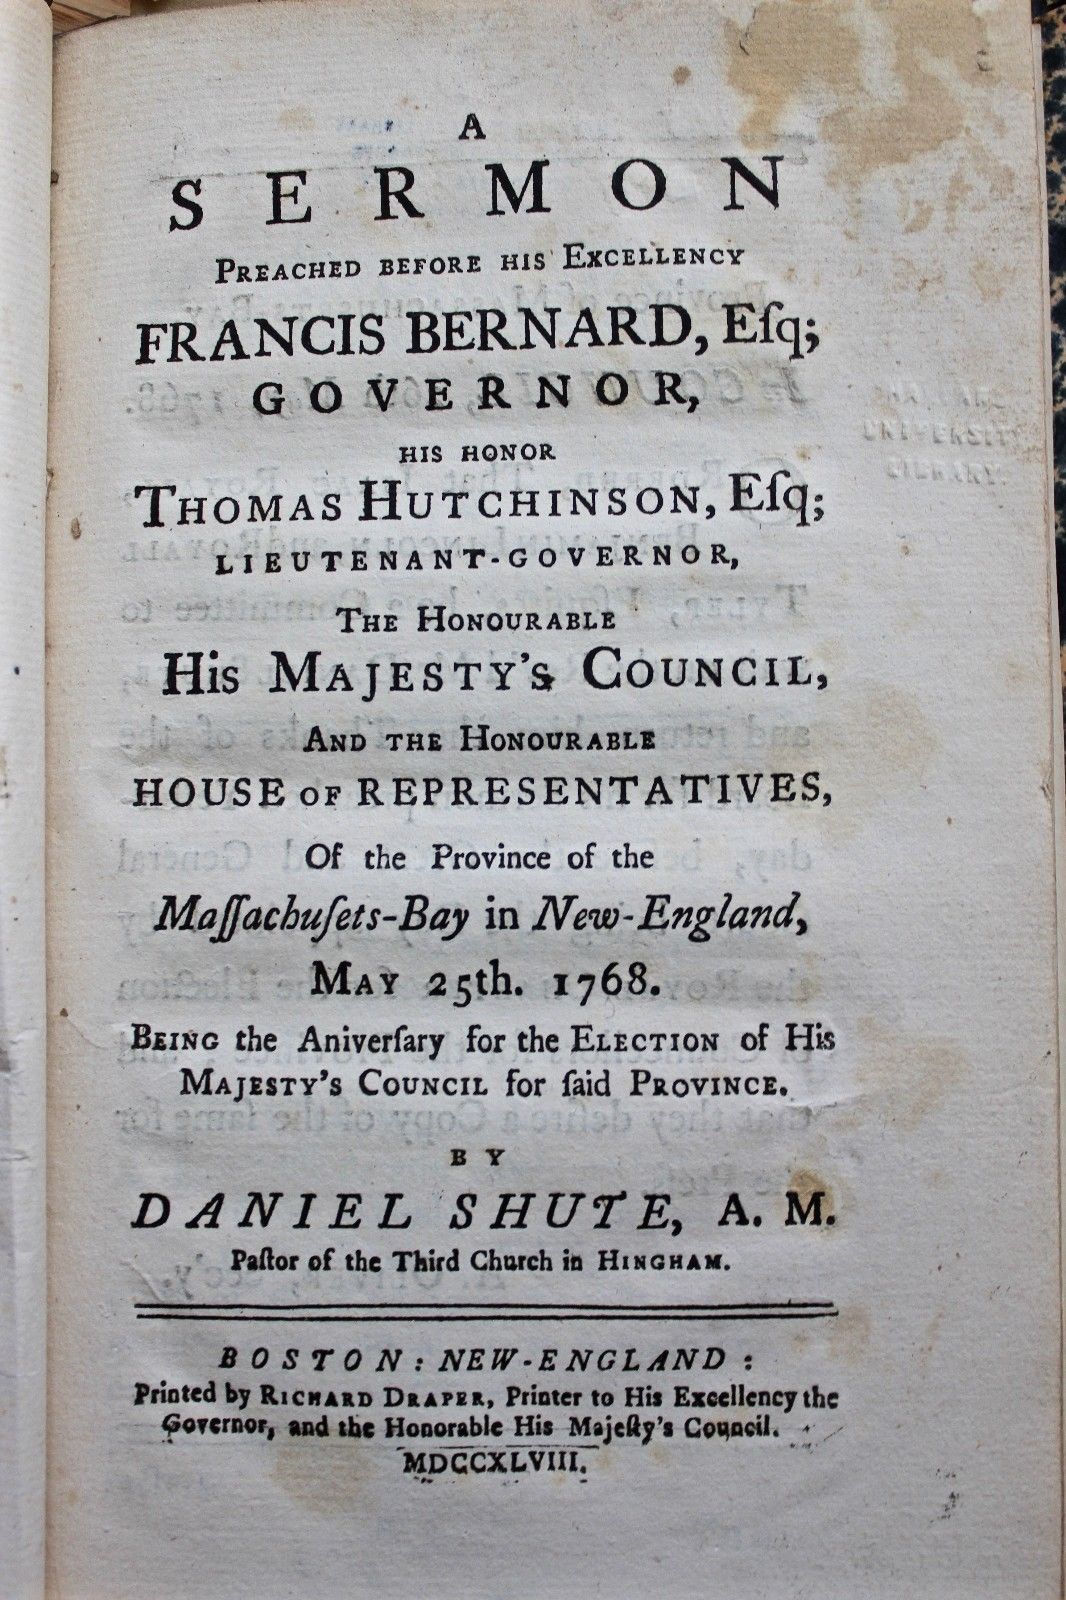 A
SERMON
PREACHED BEFORE HIS EXCELLENCY
FRANCIS BERNARD, Eſq;
GOVERNOR,
HIS HONOR
THOMAS HUTCHINSON, Eſq;
LIEUTENANT-GOVERNOR,
THE HONOURABLE
His MAJESTY'S COUNCIL,
AND THE HONOURABLE
HOUSE OF REPRESENTATIVES,
Of the Province of the
Maſſachuſets-Bay in New-England,
MAY 25th. 1768.
BEING the Aniverſary for the ELECTION of His
MAJESTY'S COUNCIL for ſaid PROVINCE.
BY
DANIEL SHUTE, A. M.
Paſtor of the Third Church in HINGHAM.
BOSTON: NEW-ENGLAND:
Printed by RICHARD DRAPER, Printer to His Excellency the
Governor, and the Honorable His Majeſty's Council.
MDCCXLVIII.